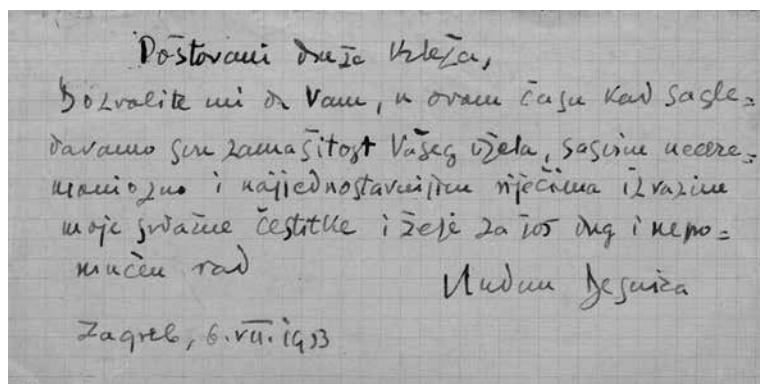 Poštovani druže Krleža,
Dozvolite mi da Vam, u ovom času kad sagle=
davamo svu zamašitost Vašeg djela, sasvim necere=
moniozno i najjednostavnijim riječima izrazim
moje srdačne čestitke i želje za još dug i nepo=
mućen rad
Vladan Desnica
Zagreb, 6. VII. 1953